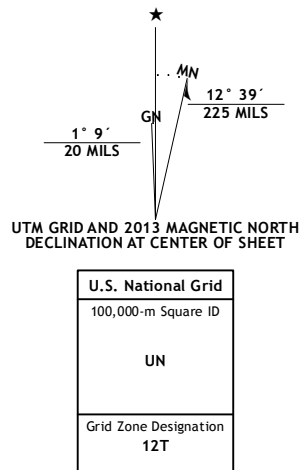 ★
MN
12° 39´
225 MILS
GN
1° 9´
20 MILS
UTM GRID AND 2013 MAGNETIC NORTH
DECLINATION AT CENTER OF SHEET
U.S. National Grid
100,000-m Square ID
UN
Grid Zone Designation
12T